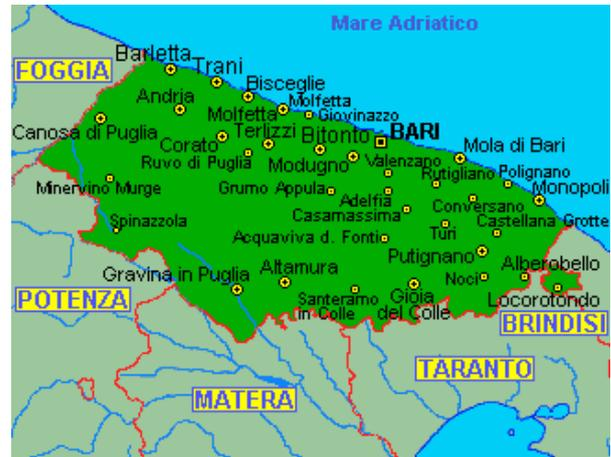 Mare Adriatico
FOGGIA
Barletta
Trani
Bisceglie
Andria
Molfetta
Molfetta
Giovinazzo
Canosa di Puglia
Corato
Terlizzi
Bitonto
BARI
Mola di Bari
Ruvo di Puglia
Modugno
Valenzano
Rutigliano
Polignano
Minervino Murge
Grumo Appula
Adelfia
Conversano
Monopoli
Casamassima
Spinazzola
Turi
Castellana Grotte
Acquaviva d. Fonti
Putignano
Gravina in Puglia
Altamura
Noci
Alberobello
Santeramo
in Colle
Gioia
del Colle
Locorotondo
POTENZA
BRINDISI
TARANTO
MATERA